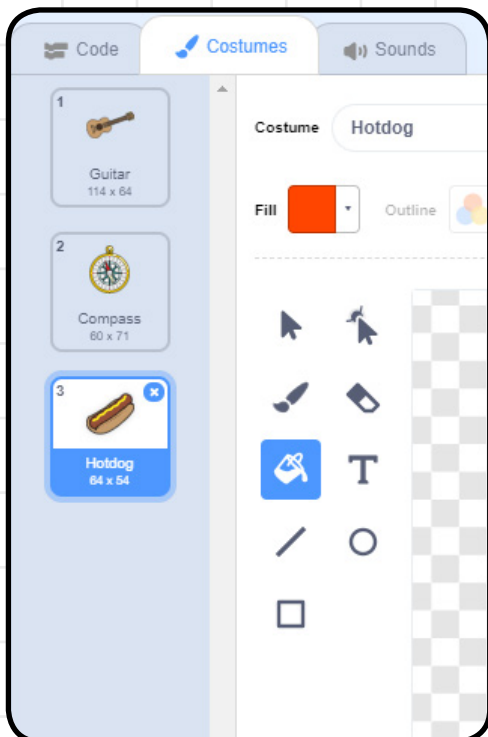 Code
Costumes
Sounds
1
Guitar
114 x 64
2
Compass
60 x 71
3
Hotdog
64 x 54
Costume
Hotdog
Fill
Outline
T